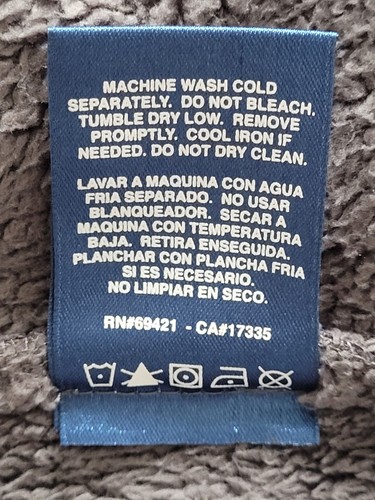 MACHINE WASH COLD
SEPARATELY. DO NOT BLEACH.
TUMBLE DRY LOW. REMOVE
PROMPTLY. COOL IRON IF
NEEDED. DO NOT DRY CLEAN.
LAVAR A MAQUINA CON AGUA
FRIA SEPARADO. NO USAR
BLANQUEADOR. SECAR A
MAQUINA CON TEMPERATURA
BAJA. RETIRA ENSEGUIDA.
PLANCHAR CON PLANCHA FRIA
SI ES NECESARIO.
NO LIMPIAR EN SECO.
RN#69421 - CA#17335